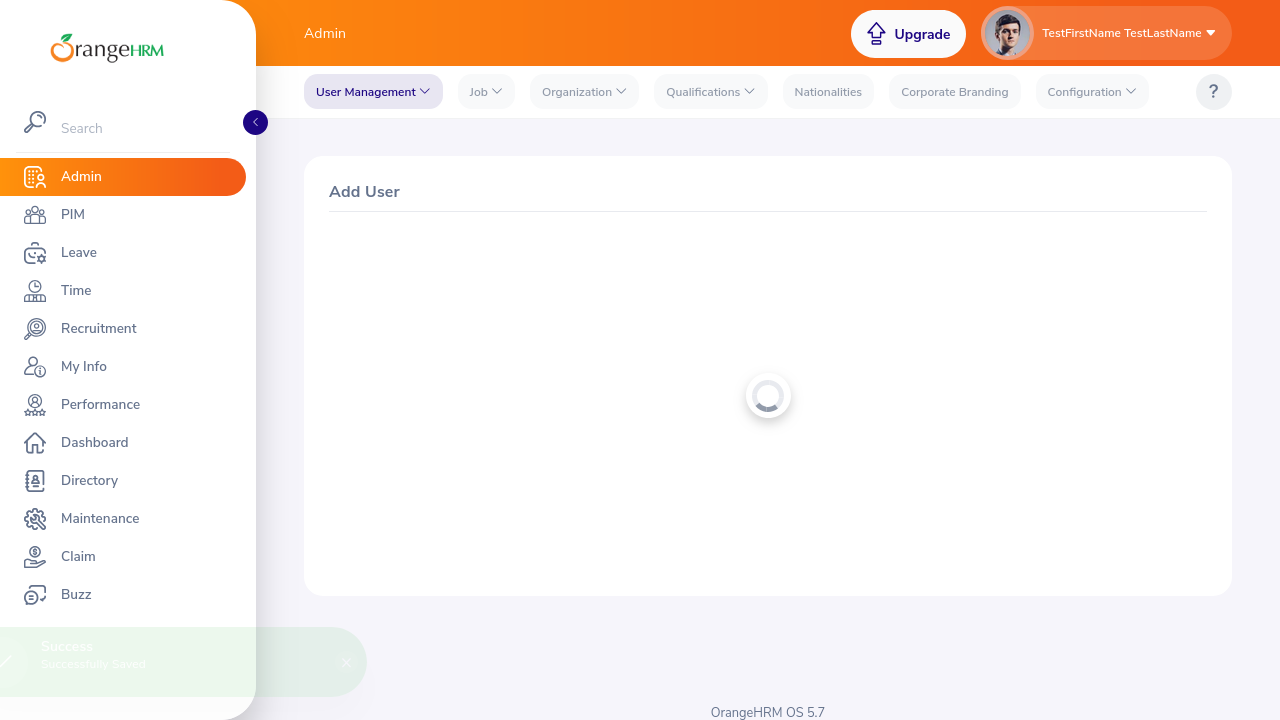 OrangeHRM
Admin
Upgrade
TestFirstName TestLastName
User Management
Job
Organization
Qualifications
Nationalities
Corporate Branding
Configuration
?
Search
Admin
PIM
Leave
Time
Recruitment
My Info
Performance
Dashboard
Directory
Maintenance
Claim
Buzz
Add User
Success
Successfully Saved
OrangeHRM OS 5.7